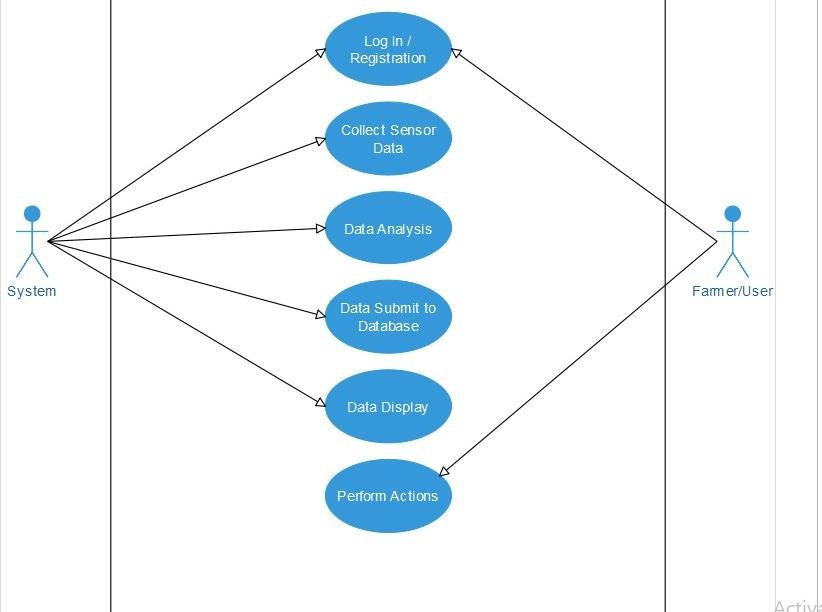 Log In /
Registration
Collect Sensor
Data
Data Analysis
System
Farmer/User
Data Submit to
Database
Data Display
Perform Actions